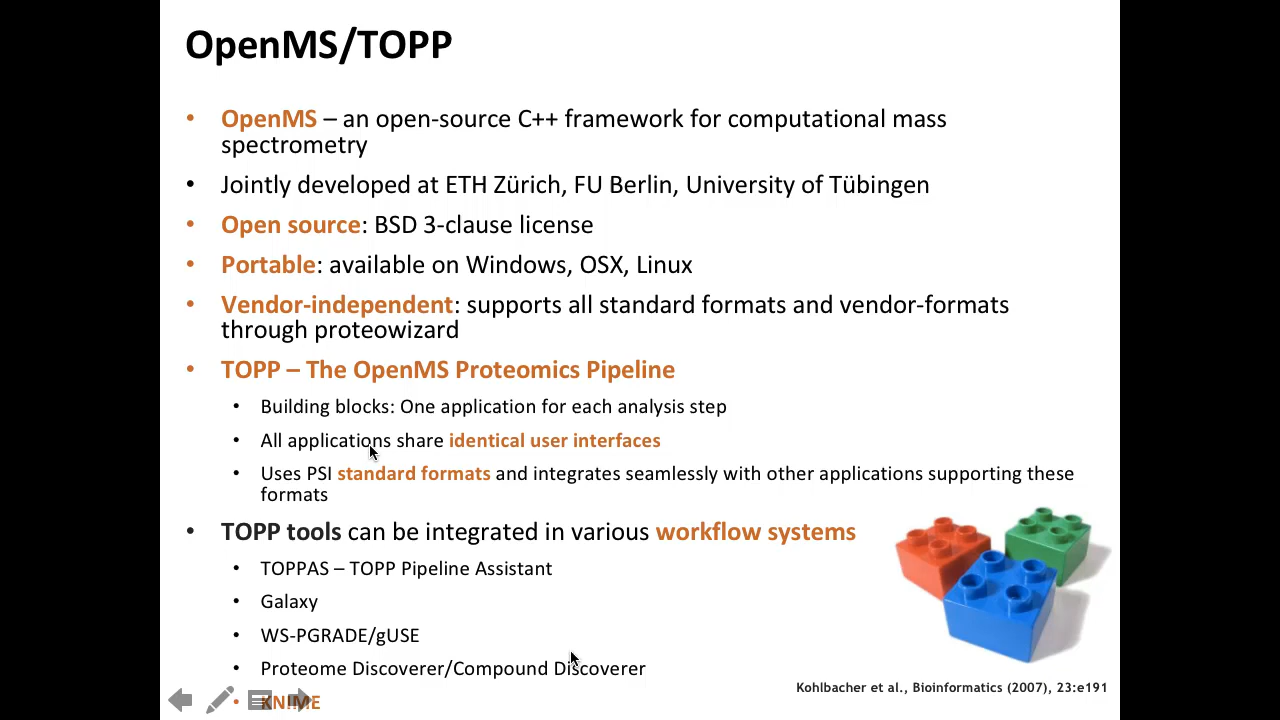 OpenMS/TOPP
• OpenMS – an open-source C++ framework for computational mass
spectrometry
• Jointly developed at ETH Zürich, FU Berlin, University of Tübingen
• Open source: BSD 3-clause license
• Portable: available on Windows, OSX, Linux
• Vendor-independent: supports all standard formats and vendor-formats
through proteowizard
• TOPP – The OpenMS Proteomics Pipeline
• Building blocks: One application for each analysis step
• All applications share identical user interfaces
• Uses PSI standard formats and integrates seamlessly with other applications supporting these
formats
• TOPP tools can be integrated in various workflow systems
• TOPPAS – TOPP Pipeline Assistant
• Galaxy
• WS-PGRADE/gUSE
• Proteome Discoverer/Compound Discoverer
• KNIME
Kohlbacher et al., Bioinformatics (2007), 23:e191